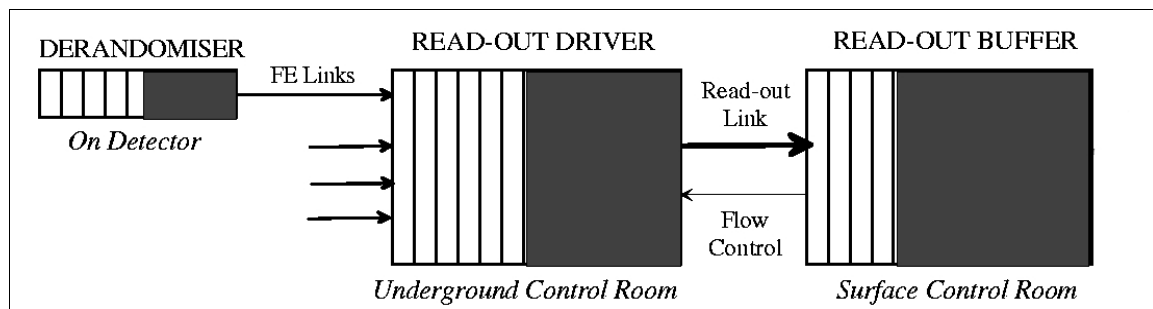 DERANDOMISER
READ-OUT DRIVER
READ-OUT BUFFER
FE Links
On Detector
Read-out
Link
Flow
Control
Underground Control Room
Surface Control Room